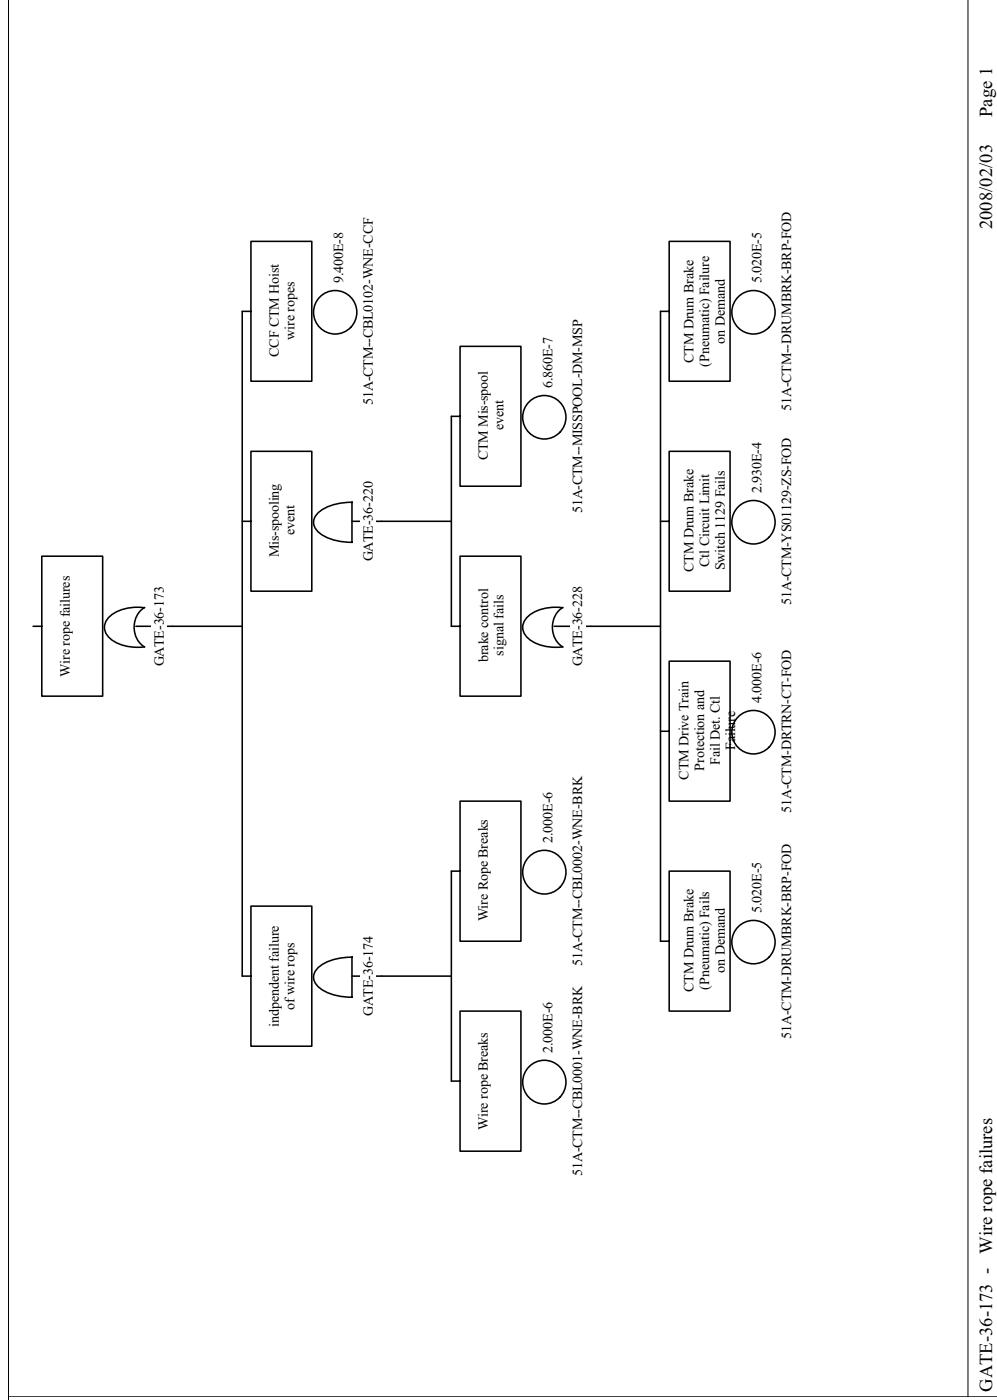 Wire rope failures
GATE-36-173
indpendent failure
of wire rops
GATE-36-174
Mis-spooling
event
GATE-36-220
CCF CTM Hoist
wire ropes
9.400E-8
51A-CTM--CBL0102-WNE-CCF
Wire rope Breaks
2.000E-6
51A-CTM--CBL0001-WNE-BRK
Wire Rope Breaks
2.000E-6
51A-CTM--CBL0002-WNE-BRK
brake control
signal fails
GATE-36-228
CTM Mis-spool
event
6.860E-7
51A-CTM--MISSPOOL-DM-MSP
CTM Drum Brake
(Pneumatic) Fails
on Demand
5.020E-5
51A-CTM-DRUMBRK-BRP-FOD
CTM Drive Train
Protection and
Fail Det. Ctl
Failure
4.000E-6
51A-CTM-DRTRN-CT-FOD
CTM Drum Brake
Ctl Circuit Limit
Switch 1129 Fails
2.930E-4
51A-CTM-YS01129-ZS-FOD
CTM Drum Brake
(Pneumatic) Failure
on Demand
5.020E-5
51A-CTM--DRUMBRK-BRP-FOD
GATE-36-173 - Wire rope failures
2008/02/03 Page 1